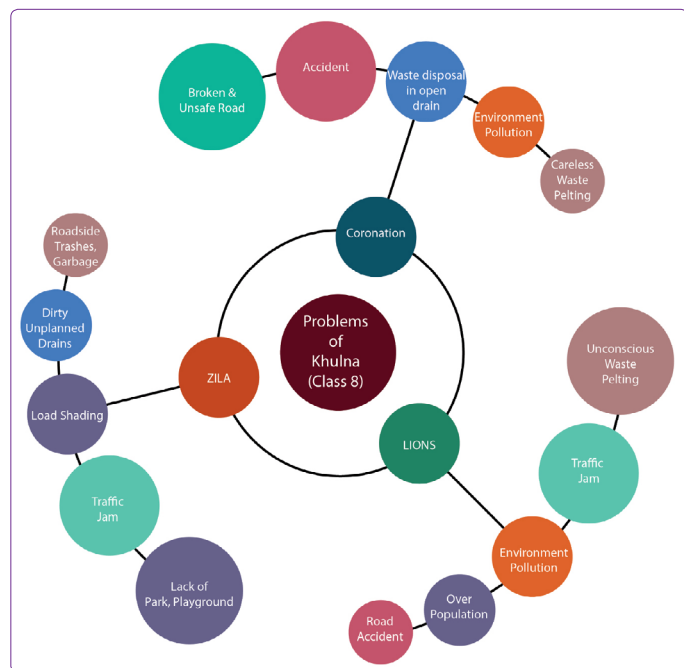 Accident
Broken &
Unsafe Road
Waste disposal
in open
drain
Environment
Pollution
Careless
Waste
Pelting
Coronation
Roadside
Trashes,
Garbage
Dirty
Unplanned
Drains
Load Shading
ZILA
Problems
of
Khulna
(Class 8)
Unconscious
Waste
Pelting
LIONS
Traffic
Jam
Traffic
Jam
Environment
Pollution
Lack of
Park, Playground
Over
Population
Road
Accident